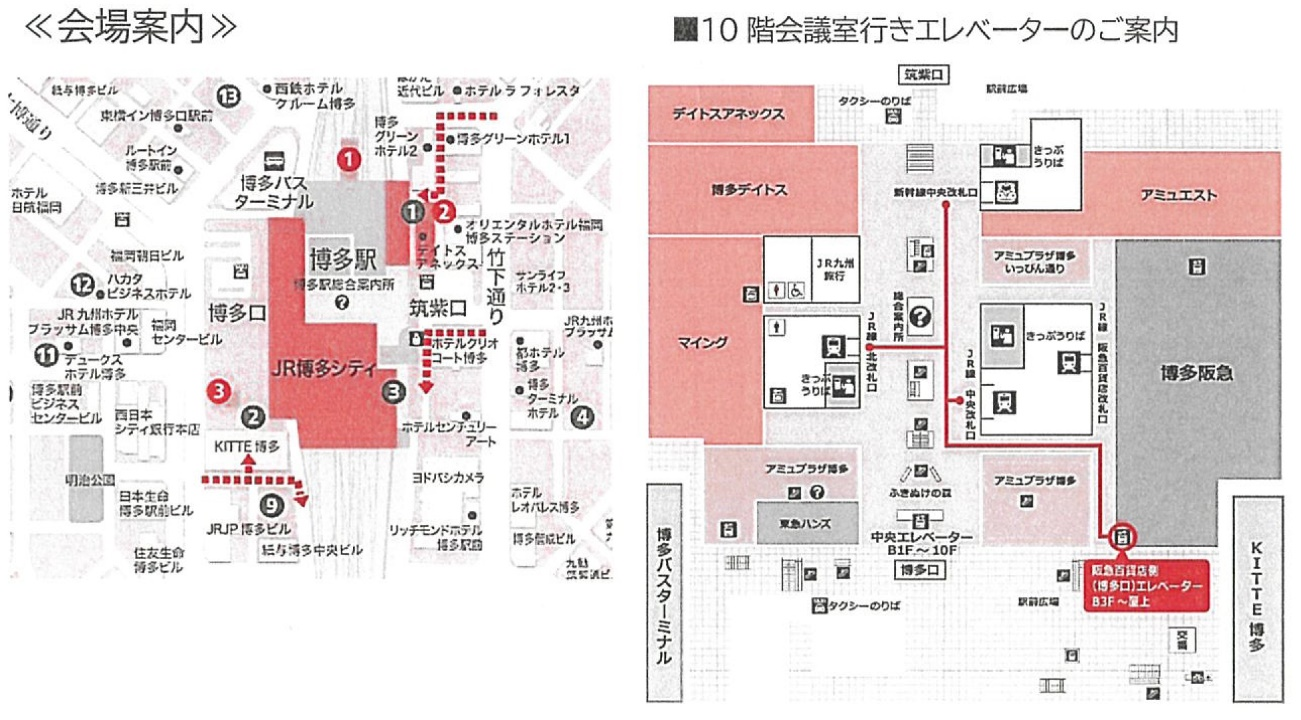 ≪会場案内≫
紙与博多ビル
13
西鉄ホテル
クルーム博多
近代ビル
ホテル ラ フォレスタ
東横イン博多口駅前
博多
グリーン
ホテル2
博多グリーンホテル1
ルートイン
博多駅前
1
博多バス
ターミナル
博多新三井ビル
ホテル
日航福岡
1
2
オリエンタルホテル福岡
博多ステーション
福岡朝日ビル
博多駅
デイトス
アネックス
竹下通り
博多駅総合案内所
?
サンライフ
ホテル2・3
12
ハカタ
ビジネスホテル
博多口
筑紫口
JR九州ホテル
ブラッサム博多中央
福岡
センタービル
JR九州ホ
ブラッサム
ホテルクリオ
コート博多
都ホテル
博多
11
デュークス
ホテル博多
JR博多シティ
3
3
博多
ターミナル
ホテル
博多駅前
ビジネス
センタービル
2
4
西日本
シティ銀行本店
ホテルセンチュリー
アート
KITTE博多
明治公園
ヨドバシカメラ
日本生命
博多駅前ビル
9
ホテル
レオパレス博多
JRJP博多ビル
リッチモンドホテル
博多駅前
紙与博多中央ビル
博多偕成ビル
住友生命
博多ビル
■10 階会議室行きエレベーターのご案内
筑紫口
タクシーのりば
駅前広場
デイトスアネックス
きっぷ
うりば
博多デイトス
新幹線中央改札口
アミュエスト
アミュプラザ博多
いっぴん通り
JR九州
旅行
総合案内所
?
JR線 北改札口
きっぷうりば
JR線 阪急百貨店改札口
マイング
JR線 中央改札口
博多阪急
きっぷ
うりば
アミュプラザ博多
?
アミュプラザ博多
ふきぬけの霞
東急ハンズ
中央エレベーター
B1F.～10F
博多口
阪急百貨店側
(博多口)エレベーター
B3F～屋上
博多バスターミナル
タクシーのりば
駅前広場
交番
KITTE博多